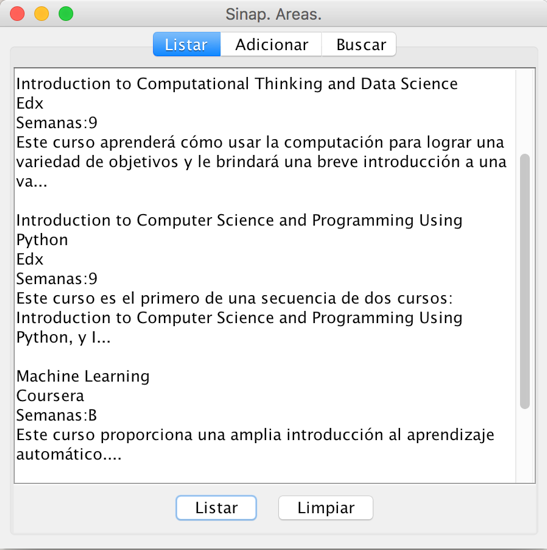 Sinap. Areas.
Listar Adicionar Buscar
Introduction to Computational Thinking and Data Science
Edx
Semanas:9
Este curso aprenderá cómo usar la computación para lograr una
variedad de objetivos y le brindará una breve introducción a una
va...
Introduction to Computer Science and Programming Using
Python
Edx
Semanas:9
Este curso es el primero de una secuencia de dos cursos:
Introduction to Computer Science and Programming Using
Python, y l...
Machine Learning
Coursera
Semanas:B
Este curso proporciona una amplia introducción al aprendizaje
automático....
Listar Limpiar